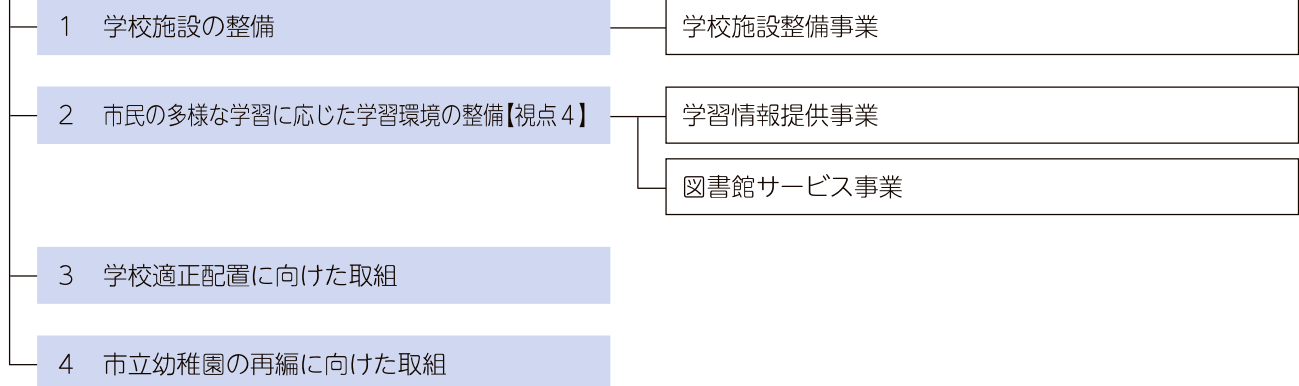 1 学校施設の整備
学校施設整備事業
2 市民の多様な学習に応じた学習環境の整備【視点4】
学習情報提供事業
図書館サービス事業
3 学校適正配置に向けた取組
4 市立幼稚園の再編に向けた取組